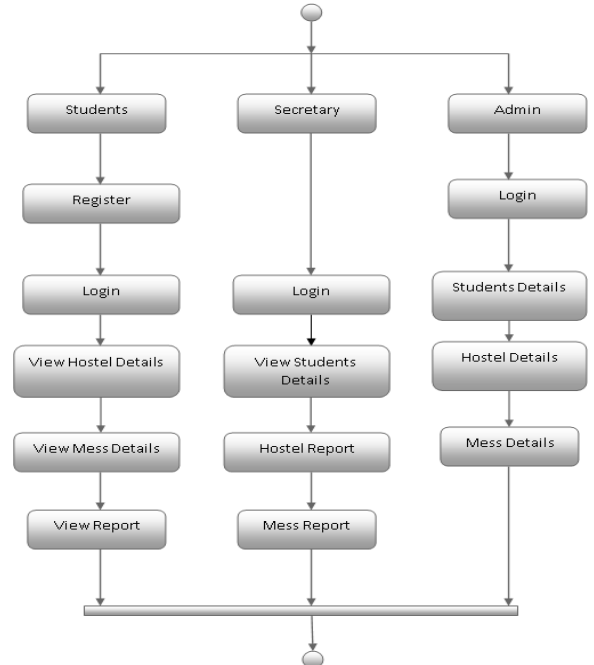 Students
Register
Login
View Hostel Details
View Mess Details
View Report
Secretary
Login
View Students
Details
Hostel Report
Mess Report
Admin
Login
Students Details
Hostel Details
Mess Details